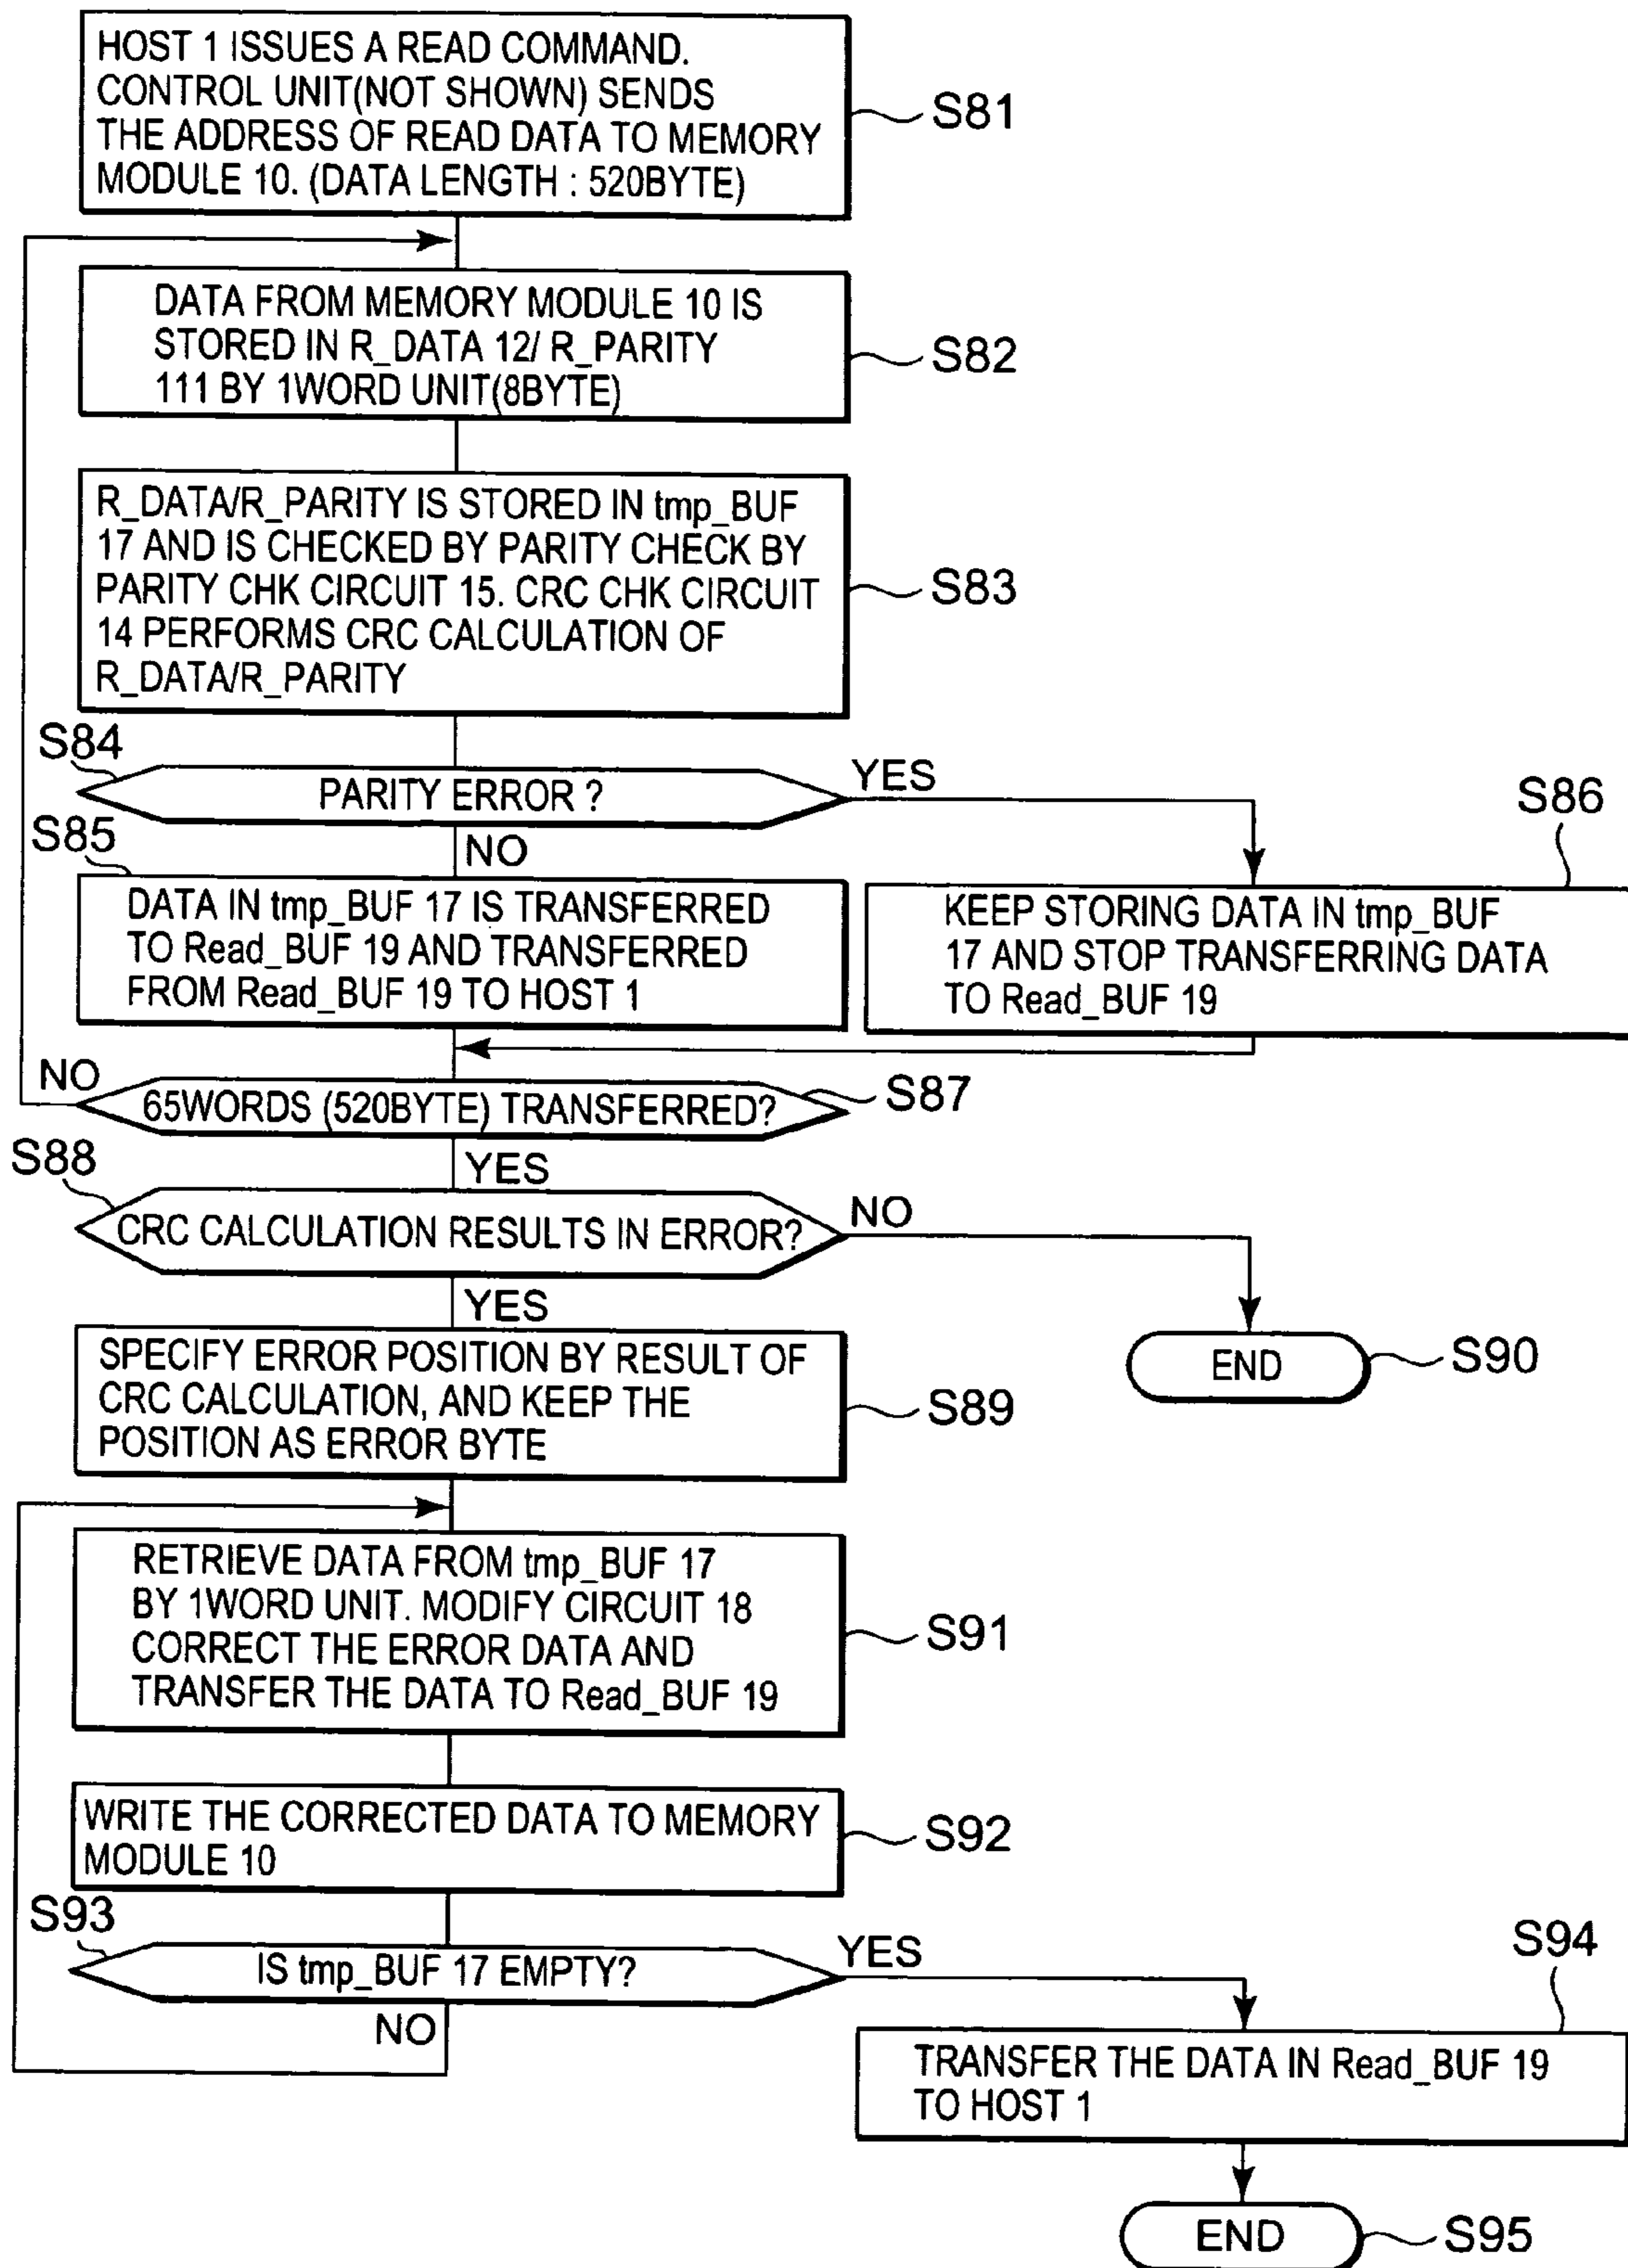 HOST 1 ISSUES A READ COMMAND.
CONTROL UNIT(NOT SHOWN) SENDS
THE ADDRESS OF READ DATA TO MEMORY
MODULE 10. (DATA LENGTH : 520BYTE)
S81
DATA FROM MEMORY MODULE 10 IS
STORED IN R_DATA 12/ R_PARITY
111 BY 1WORD UNIT(8BYTE)
S82
R_DATA/R_PARITY IS STORED IN tmp_BUF
17 AND IS CHECKED BY PARITY CHECK BY
PARITY CHK CIRCUIT 15. CRC CHK CIRCUIT
14 PERFORMS CRC CALCULATION OF
R_DATA/R_PARITY
S83
S84
PARITY ERROR ?
YES
NO
S85
DATA IN tmp_BUF 17 IS TRANSFERRED
TO Read_BUF 19 AND TRANSFERRED
FROM Read_BUF 19 TO HOST 1
S86
KEEP STORING DATA IN tmp_BUF
17 AND STOP TRANSFERRING DATA
TO Read_BUF 19
NO
65WORDS (520BYTE) TRANSFERRED?
S87
YES
S88
CRC CALCULATION RESULTS IN ERROR?
NO
YES
END
S90
SPECIFY ERROR POSITION BY RESULT OF
CRC CALCULATION, AND KEEP THE
POSITION AS ERROR BYTE
S89
RETRIEVE DATA FROM tmp_BUF 17
BY 1WORD UNIT. MODIFY CIRCUIT 18
CORRECT THE ERROR DATA AND
TRANSFER THE DATA TO Read_BUF 19
S91
WRITE THE CORRECTED DATA TO MEMORY
MODULE 10
S92
S93
IS tmp_BUF 17 EMPTY?
YES
NO
S94
TRANSFER THE DATA IN Read_BUF 19
TO HOST 1
END
S95